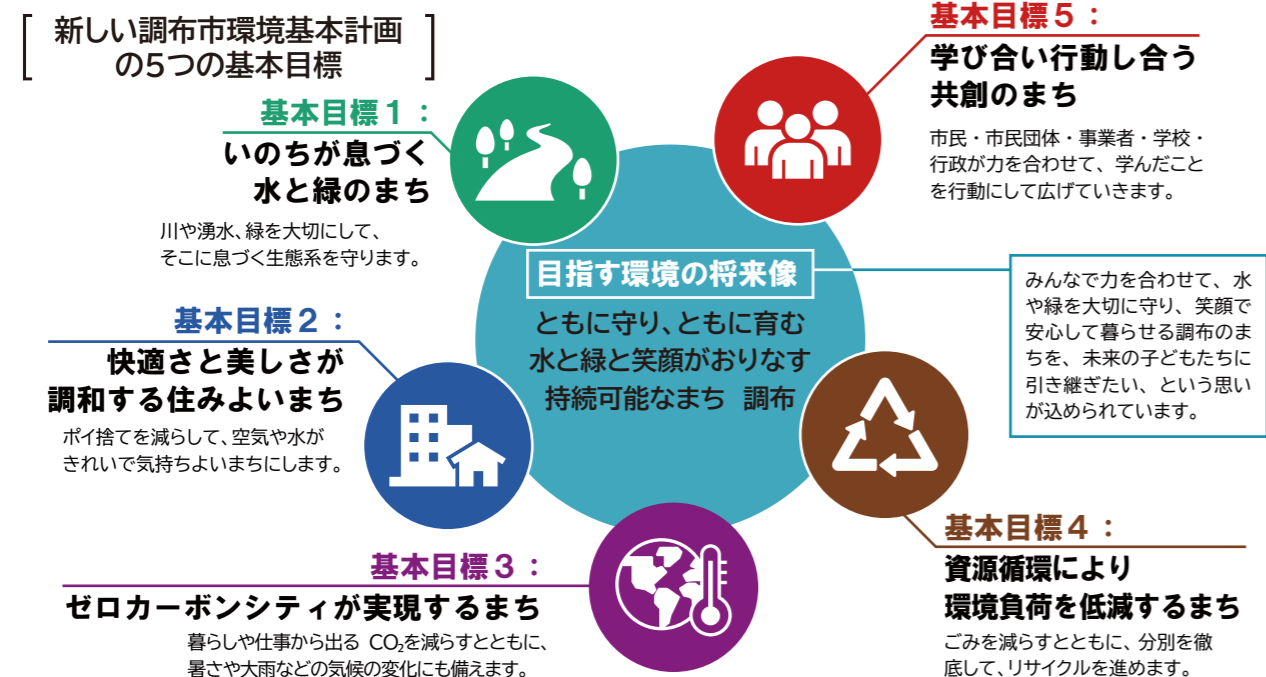 新しい調布市環境基本計画
の5つの基本目標
基本目標1:
いのちが息づく
水と緑のまち
川や湧水、緑を大切にして、
そこに息づく生態系を守ります。
基本目標2:
快適さと美しさが
調和する住みよいまち
ポイ捨てを減らして、空気や水が
きれいで気持ちよいまちにします。
基本目標3:
ゼロカーボンシティが実現するまち
暮らしや仕事から出る CO₂を減らすとともに、
暑さや大雨などの気候の変化にも備えます。
基本目標4:
資源循環により
環境負荷を低減するまち
ごみを減らすとともに、分別を徹
底して、リサイクルを進めます。
基本目標5:
学び合い行動し合う
共創のまち
市民・市民団体・事業者・学校・
行政が力を合わせて、学んだこと
を行動にして広げていきます。
目指す環境の将来像
ともに守り、ともに育む
水と緑と笑顔がおりなす
持続可能なまち 調布
みんなで力を合わせて、水
や緑を大切に守り、笑顔で
安心して暮らせる調布のま
ちを、未来の子どもたちに
引き継ぎたい、という思い
が込められています。